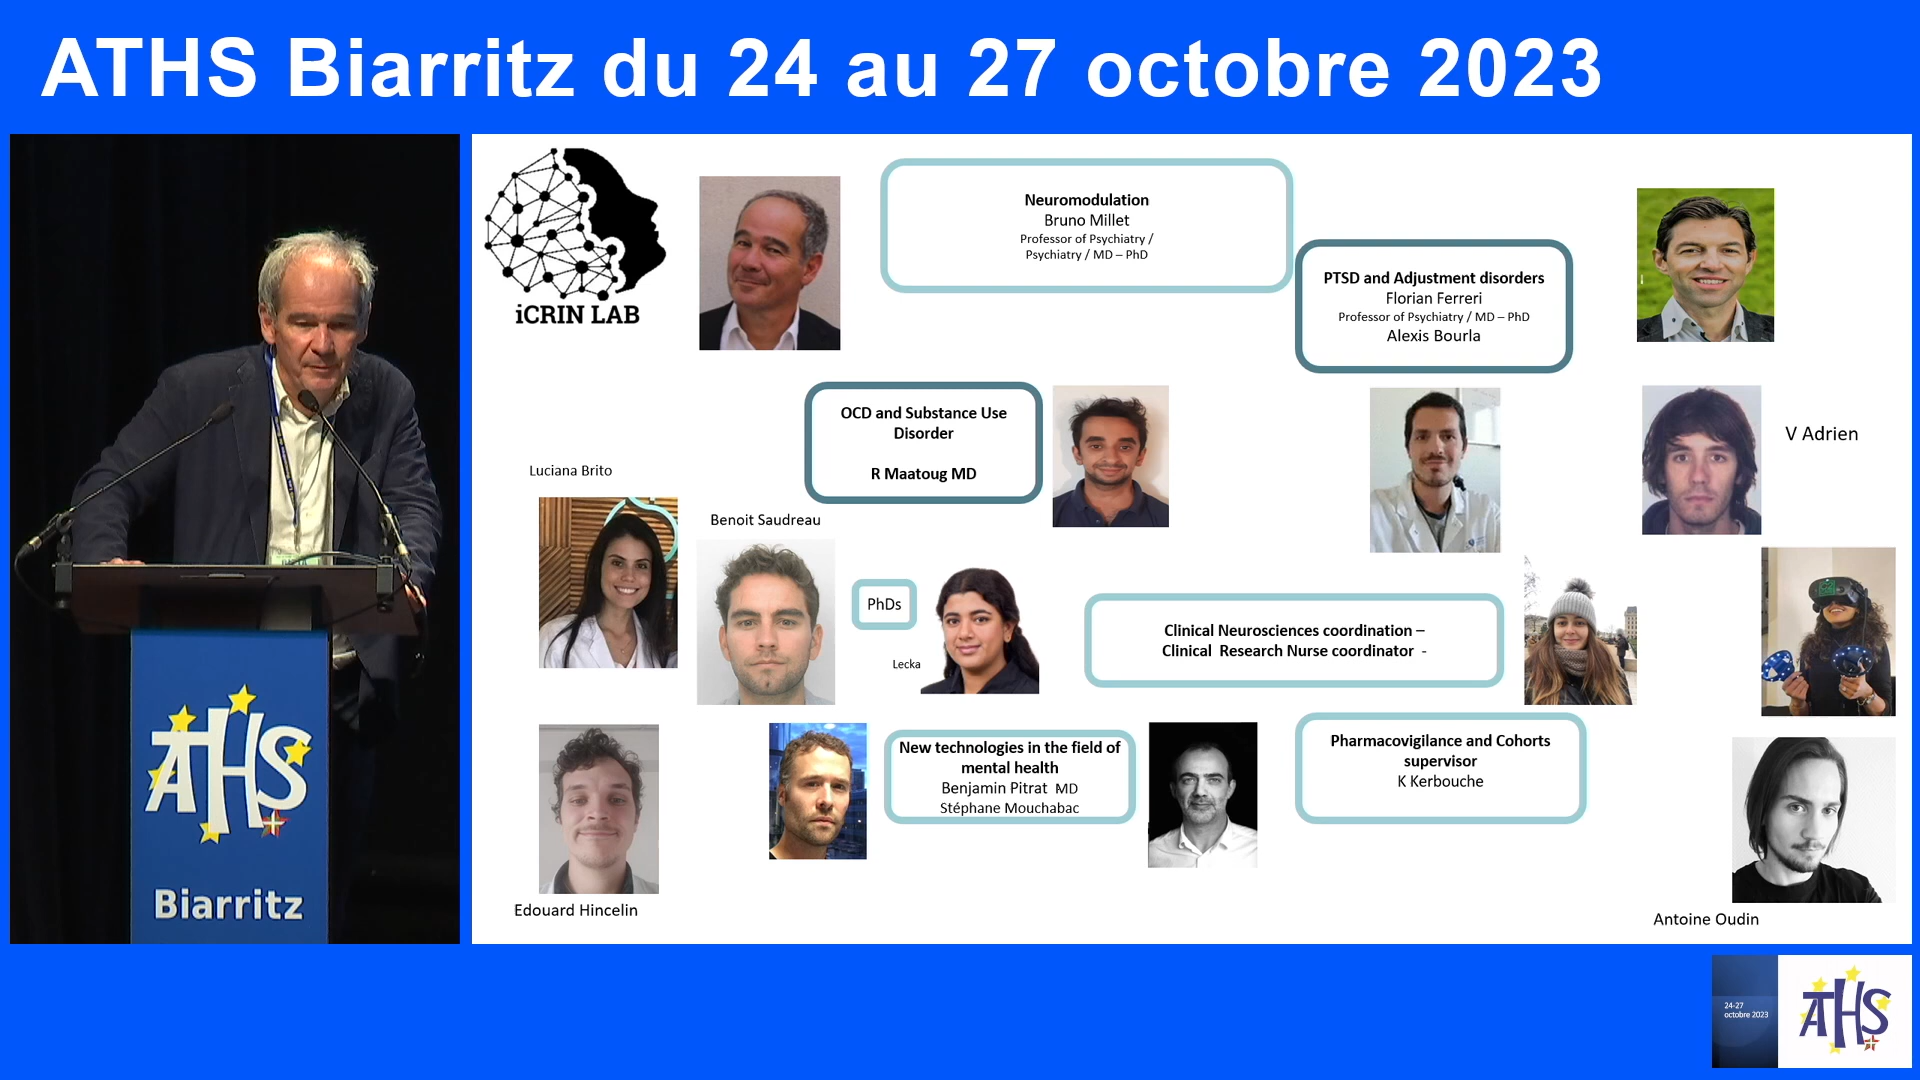 ATHS Biarritz du 24 au 27 octobre 2023
iCRIN LAB
Neuromodulation
Bruno Millet
Professor of Psychiatry /
Psychiatry / MD – PhD
PTSD and Adjustment disorders
Florian Ferreri
Professor of Psychiatry / MD – PhD
Alexis Bourla
OCD and Substance Use
Disorder
R Maatoug MD
V Adrien
Luciana Brito
Benoit Saudreau
PhDs
Lecka
Clinical Neurosciences coordination –
Clinical Research Nurse coordinator -
New technologies in the field of
mental health
Benjamin Pitrat MD
Stéphane Mouchabac
Pharmacovigilance and Cohorts
supervisor
K Kerbouche
Edouard Hincelin
Antoine Oudin
ATHS
Biarritz
24-27
octobre 2023
ATHS